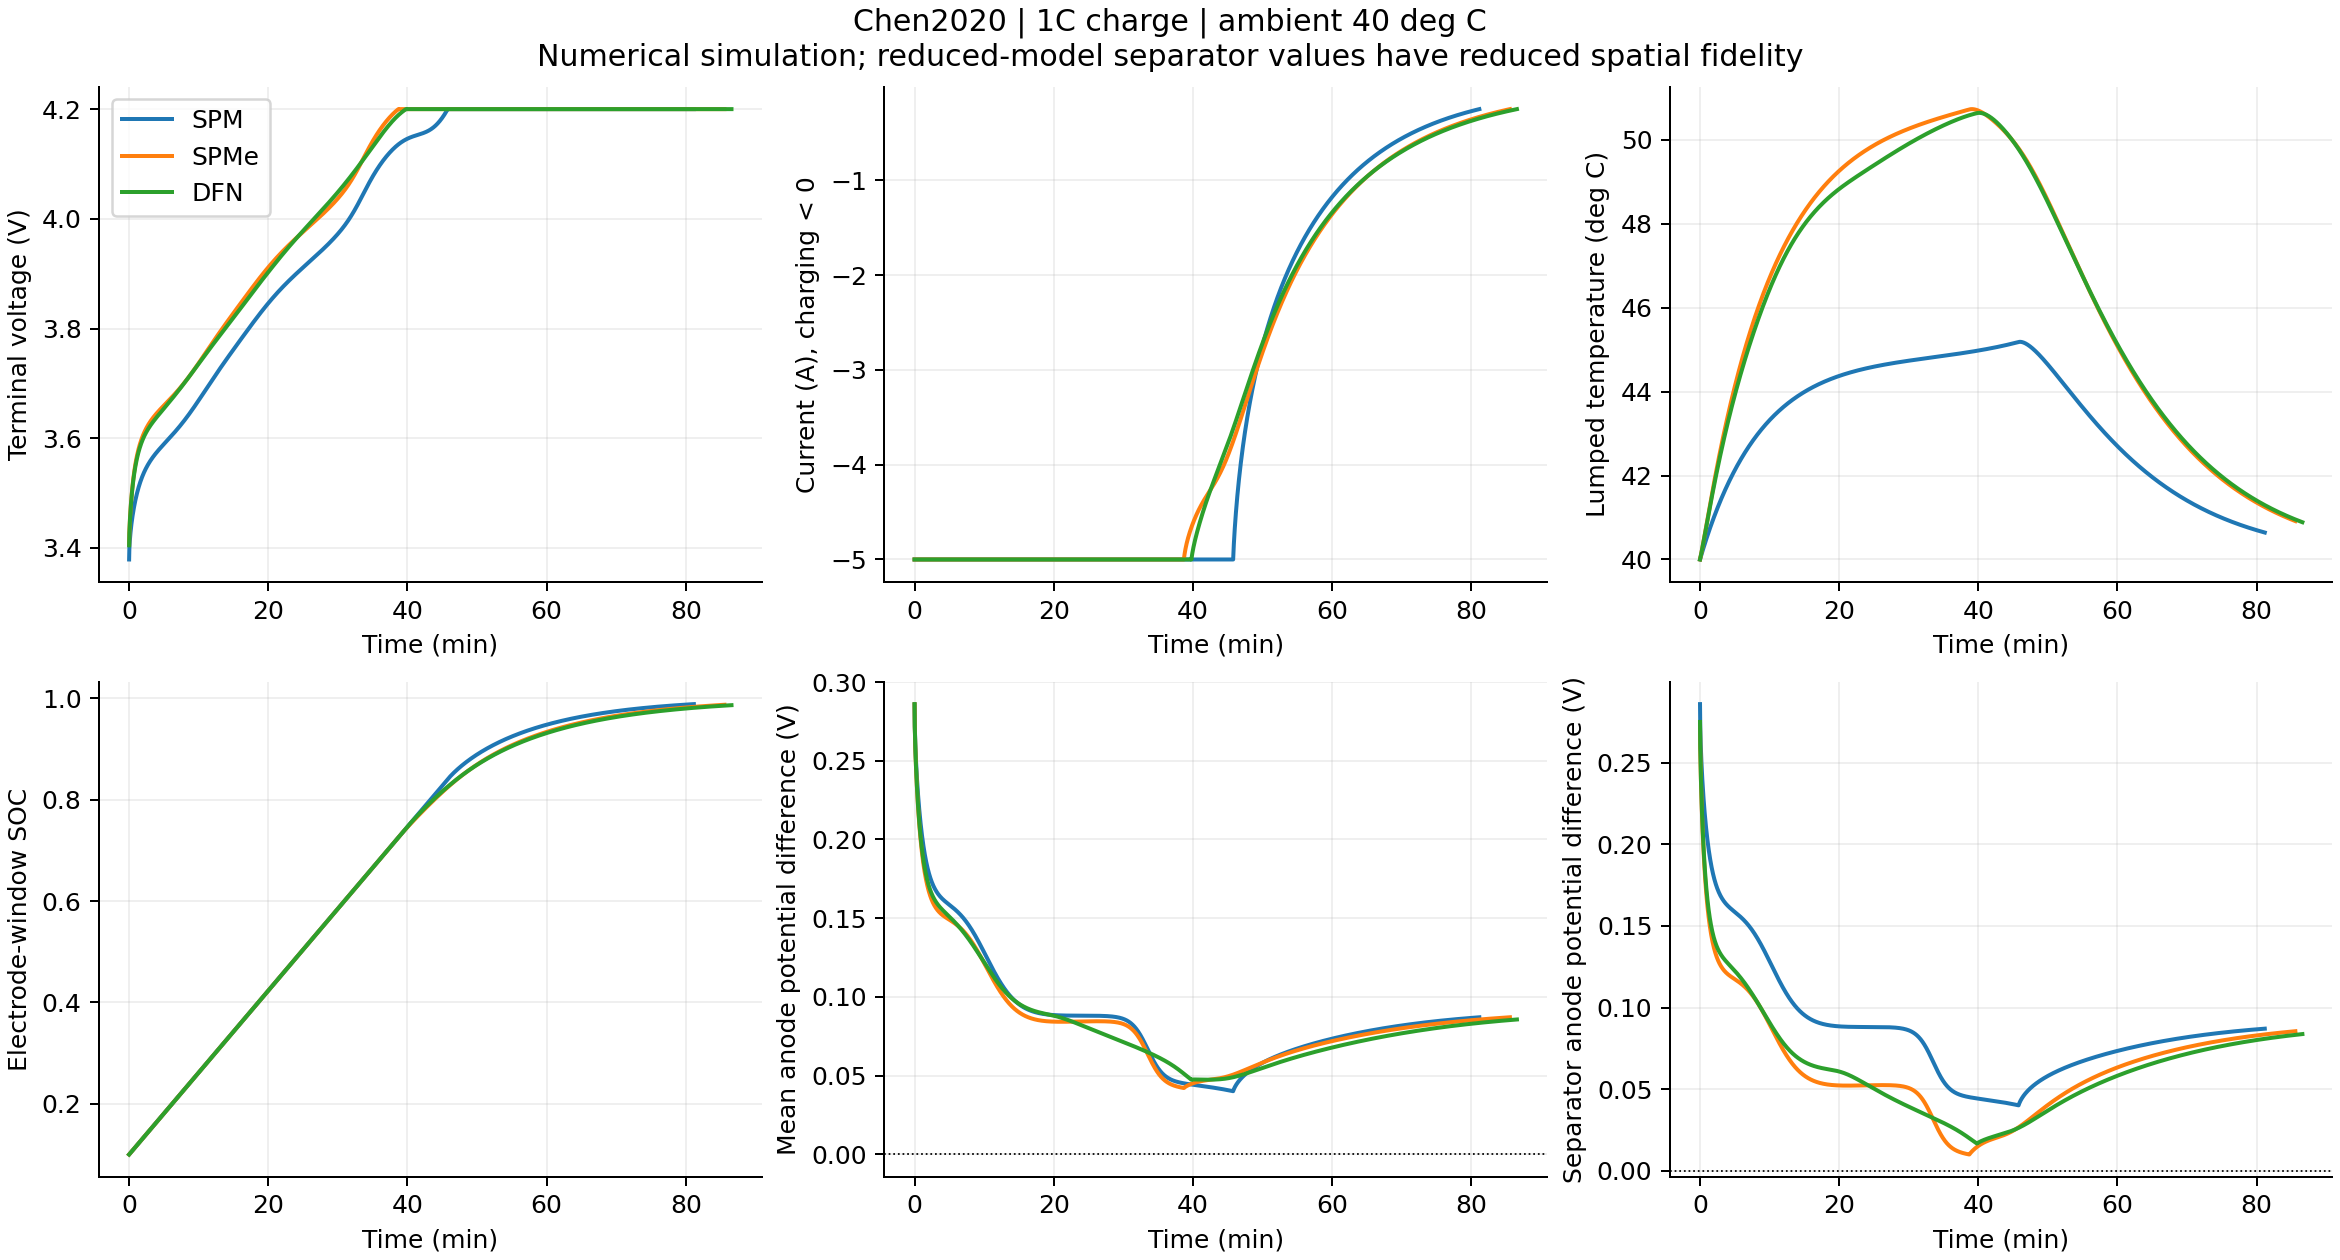 Chen2020 | 1C charge | ambient 40 deg C
Numerical simulation; reduced-model separator values have reduced spatial fidelity
Terminal voltage (V)
4.2
4.0
3.8
3.6
3.4
SPM
SPMe
DFN
0 20 40 60 80
Time (min)
Current (A), charging < 0
−1
−2
−3
−4
−5
0 20 40 60 80
Time (min)
Lumped temperature (deg C)
50
48
46
44
42
40
0 20 40 60 80
Time (min)
Electrode-window SOC
1.0
0.8
0.6
0.4
0.2
0 20 40 60 80
Time (min)
Mean anode potential difference (V)
0.30
0.25
0.20
0.15
0.10
0.05
0.00
0 20 40 60 80
Time (min)
Separator anode potential difference (V)
0.25
0.20
0.15
0.10
0.05
0.00
0 20 40 60 80
Time (min)